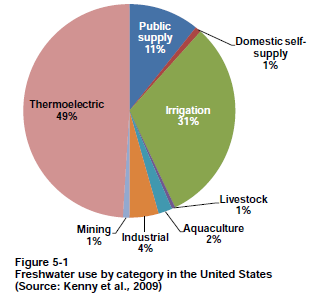 Public
supply
11%
Domestic self-
supply
1%
Thermoelectric
49%
Irrigation
31%
Livestock
1%
Aquaculture
2%
Mining
1%
Industrial
4%
Figure 5-1
Freshwater use by category in the United States
(Source: Kenny et al., 2009)